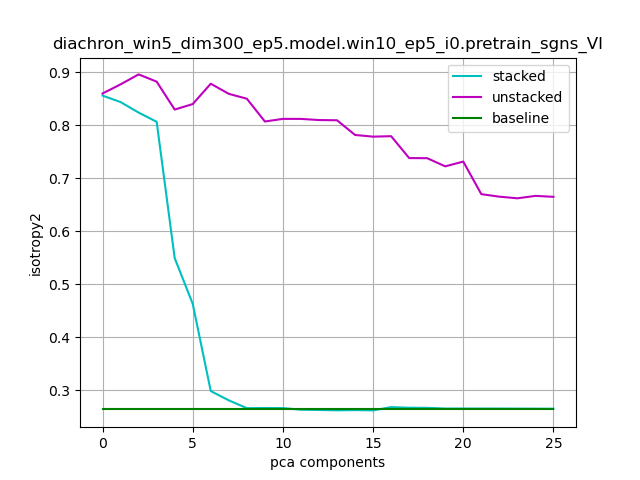 diachron_win5_dim300_ep5.model.win10_ep5_i0.pretrain_sgns_VI
stacked
unstacked
baseline
0.9
0.8
0.7
0.6
0.5
0.4
0.3
isotropy2
0 5 10 15 20 25
pca components